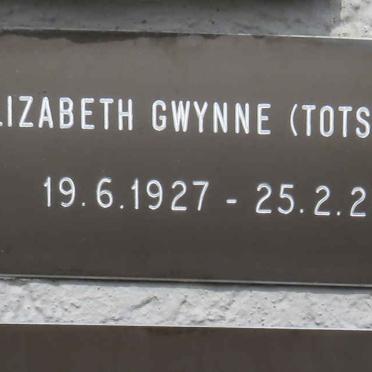 LIZABETH GWYNNE (TOTS
19.6.1927 - 25.2.2